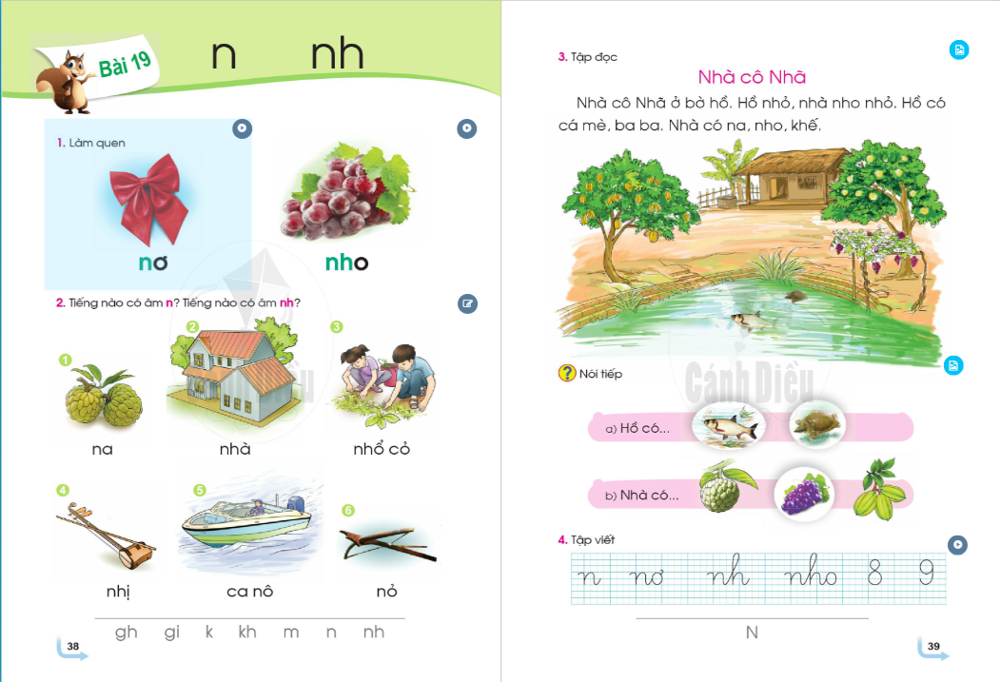 Bài 19
n nh
1. Làm quen
nơ nho
2. Tiếng nào có âm n? Tiếng nào có âm nh?
1 2 3
na nhà nhổ cỏ
4 5 6
nhị ca nô nỏ
gh gi k kh m n nh
38
3. Tập đọc
Nhà cô Nhã
Nhà cô Nhã ở bờ hồ. Hồ nhỏ, nhà nho nhỏ. Hồ có
cá mè, ba ba. Nhà có na, nho, khế.
Cánh Diều
? Nói tiếp
a) Hồ có...
b) Nhà có...
4. Tập viết
n nơ nh nho 8 9
N
39